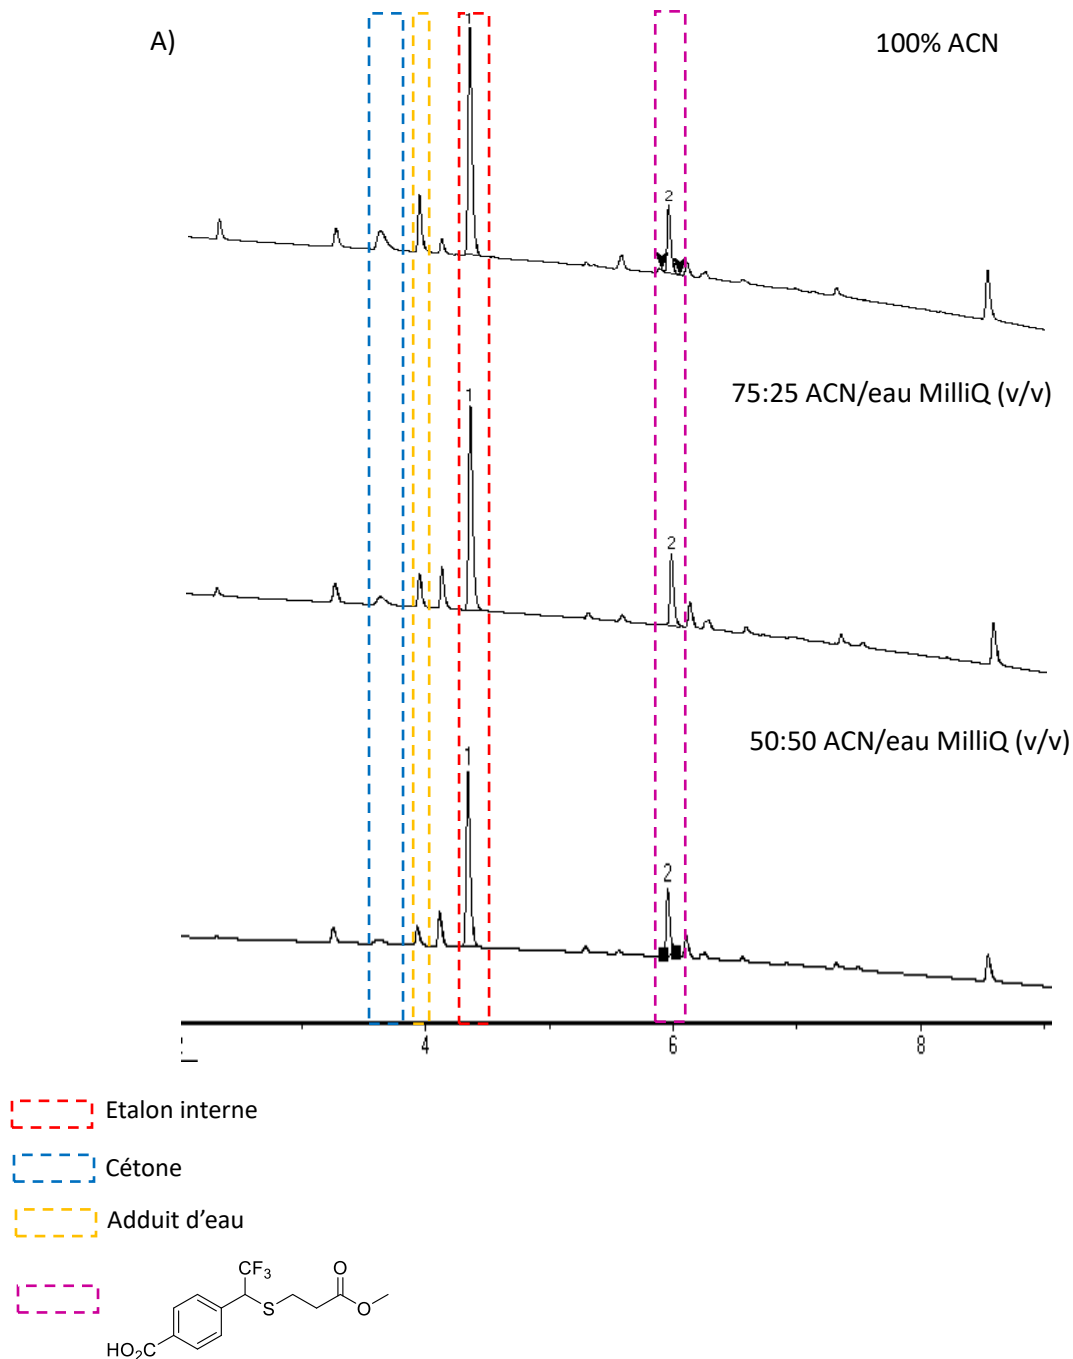 A)
100% ACN
1
2
75:25 ACN/eau MilliQ (v/v)
1
2
50:50 ACN/eau MilliQ (v/v)
1
2
4 6 8
Etalon interne
Cétone
Adduit d'eau
CF3
O
S
O
HO2C